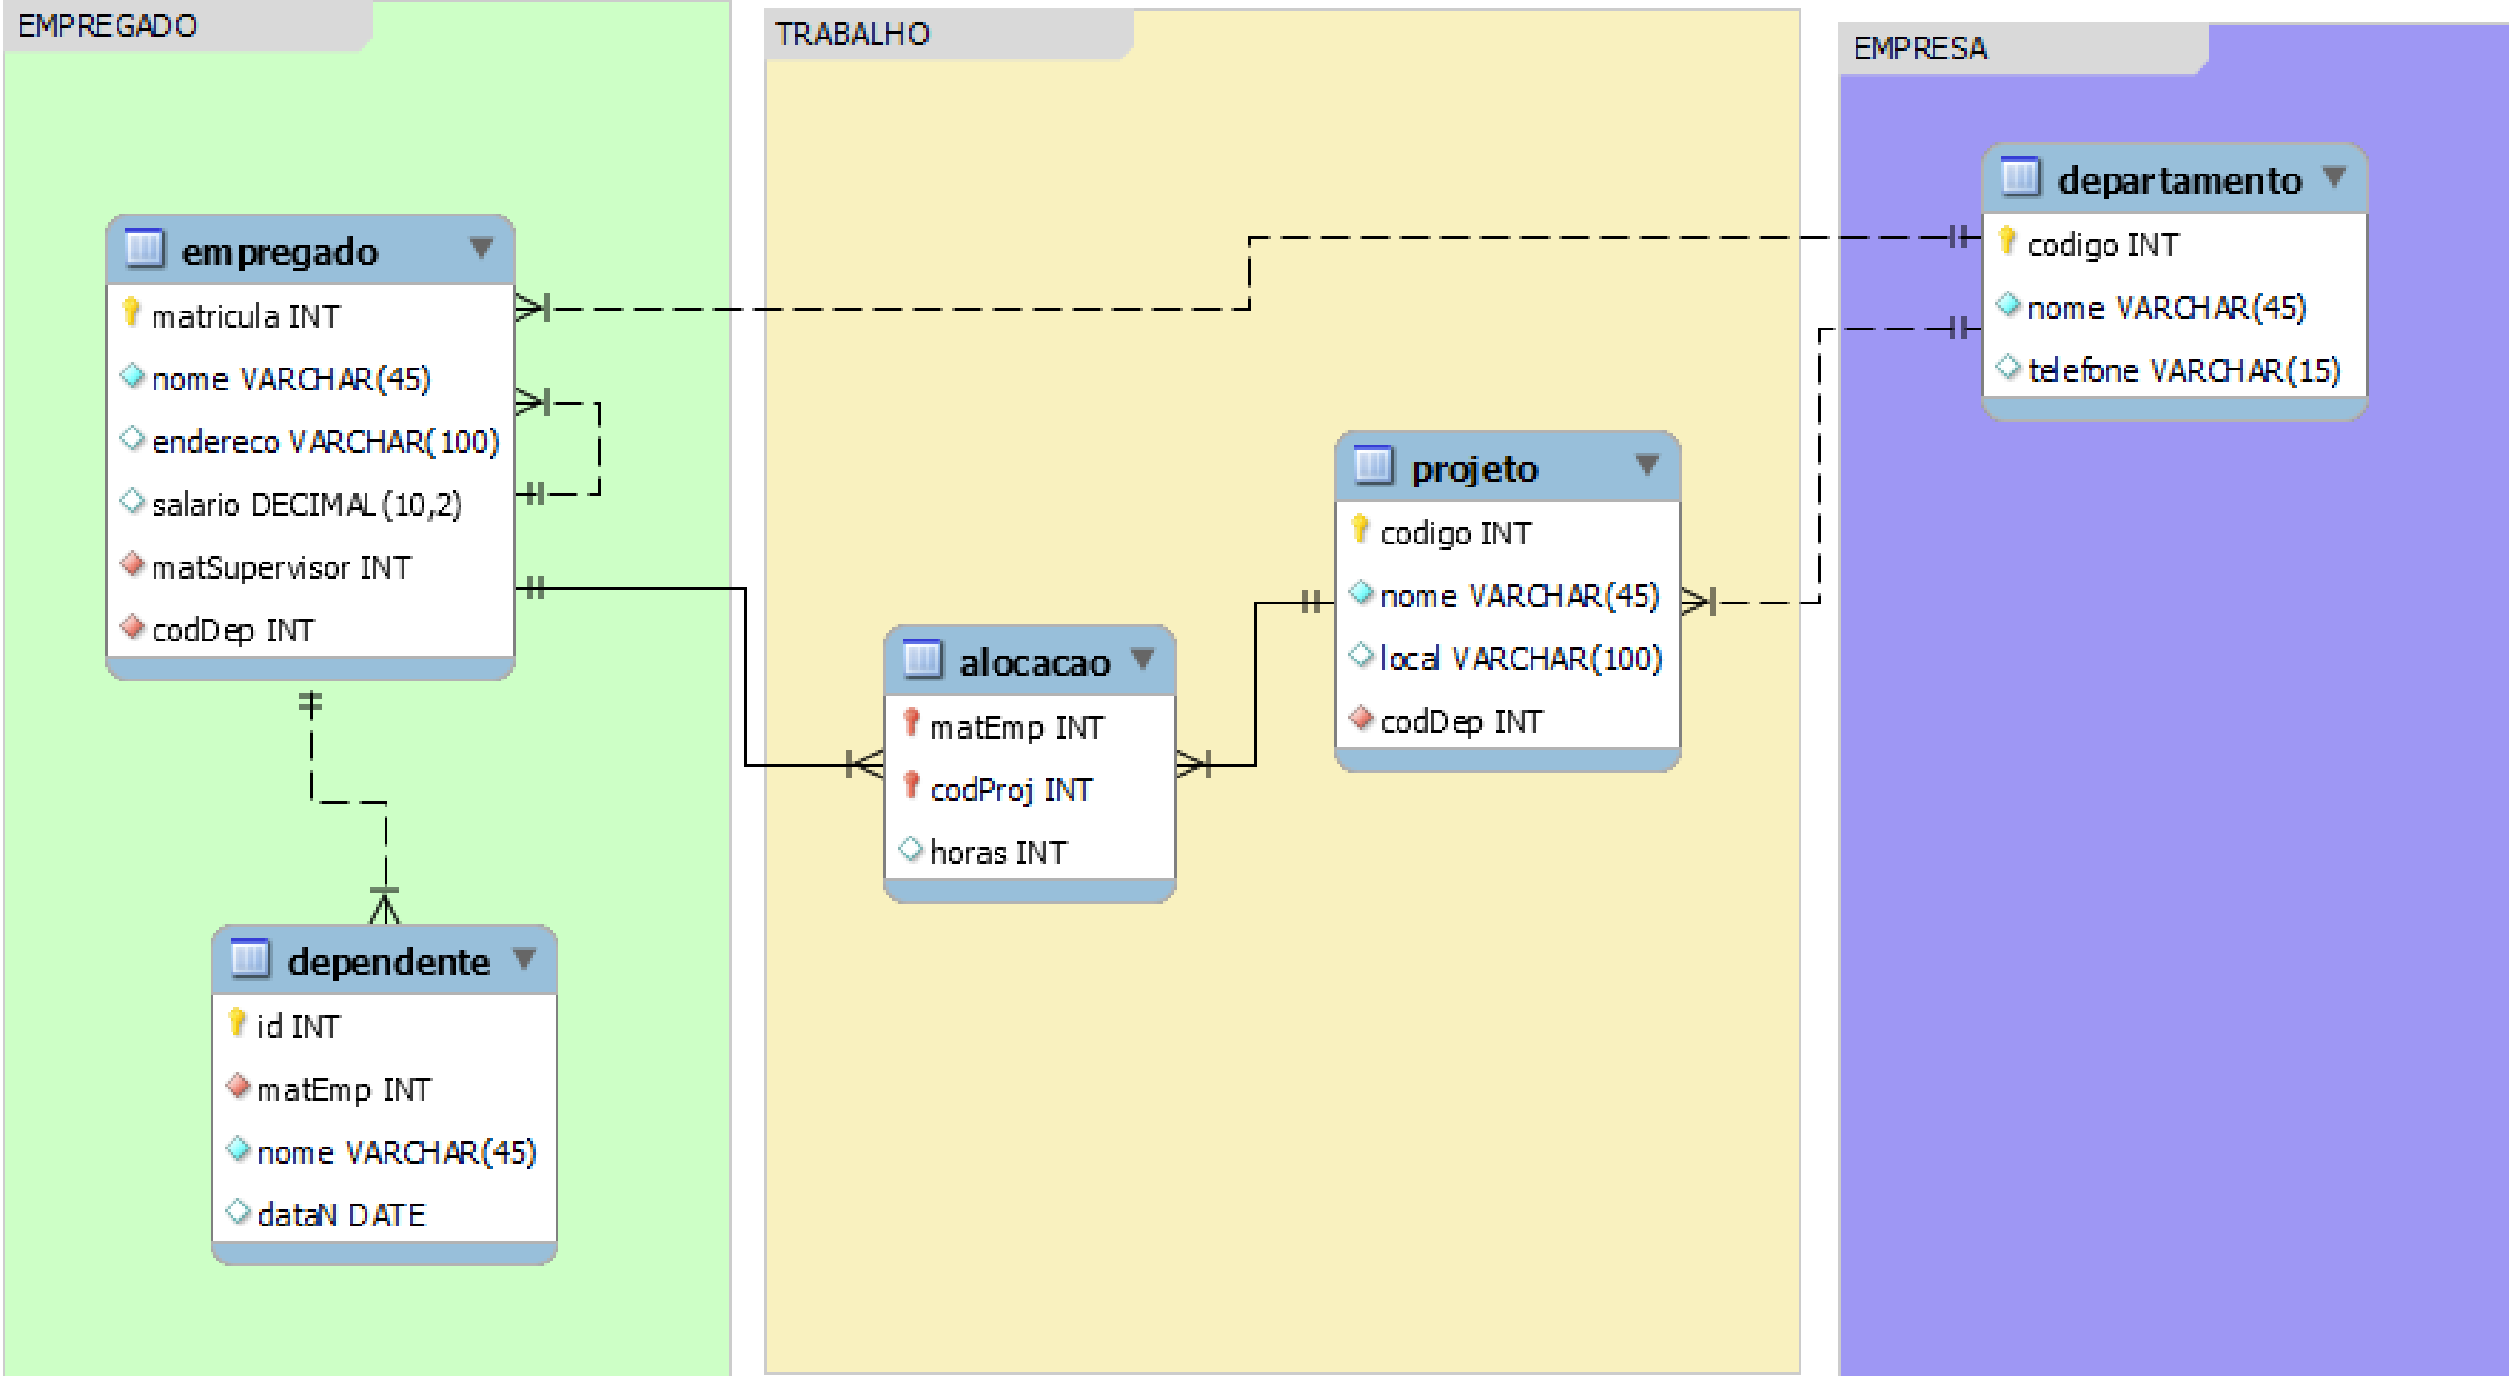 EMPREGADO
empregado
matricula INT
nome VARCHAR(45)
endereco VARCHAR(100)
salario DECIMAL(10,2)
matSupervisor INT
codDep INT
dependente
id INT
matEmp INT
nome VARCHAR(45)
dataN DATE
TRABALHO
alocacao
matEmp INT
codProj INT
horas INT
projeto
codigo INT
nome VARCHAR(45)
local VARCHAR(100)
codDep INT
EMPRESA
departamento
codigo INT
nome VARCHAR(45)
telefone VARCHAR(15)